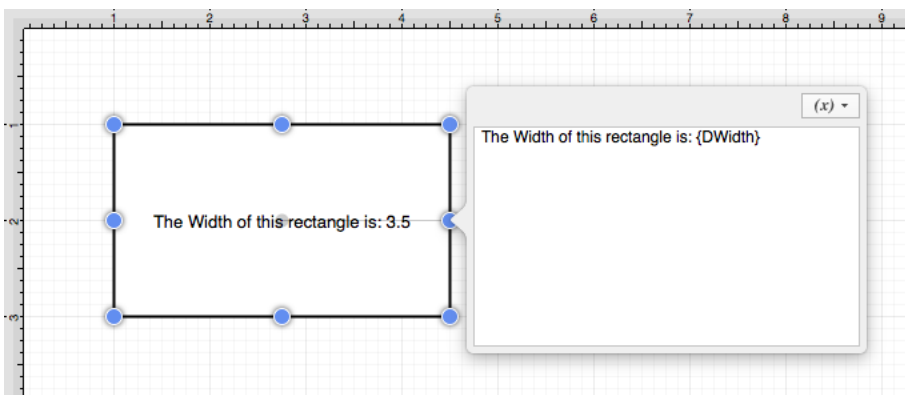 1 2 3 4 5 6 7 8 9
1
(x)
The Width of this rectangle is: {DWidth}
2
The Width of this rectangle is: 3.5
3